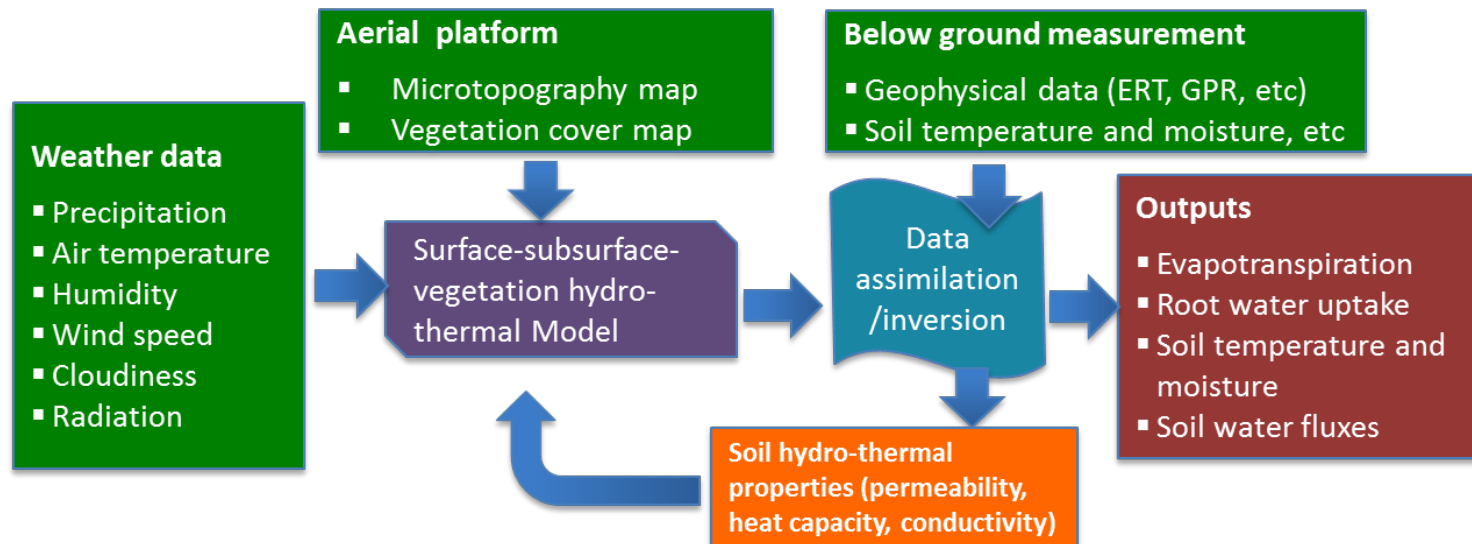 Aerial platform
▪ Microtopography map
▪ Vegetation cover map
Below ground measurement
▪ Geophysical data (ERT, GPR, etc)
▪ Soil temperature and moisture, etc
Weather data
▪ Precipitation
▪ Air temperature
▪ Humidity
▪ Wind speed
▪ Cloudiness
▪ Radiation
Surface-subsurface-
vegetation hydro-
thermal Model
Data
assimilation
/inversion
Outputs
▪ Evapotranspiration
▪ Root water uptake
▪ Soil temperature and
moisture
▪ Soil water fluxes
Soil hydro-thermal
properties (permeability,
heat capacity, conductivity)